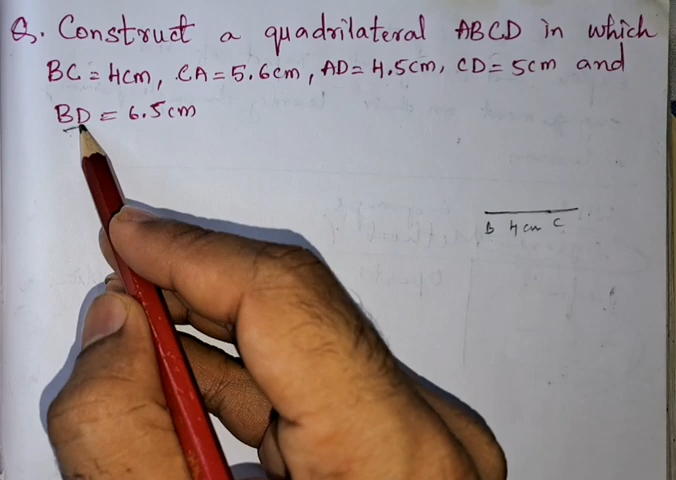 Q. Construct a quadrilateral ABCD in which
BC = 4cm, CA = 5.6cm, AD = 4.5cm, CD = 5cm and
BD = 6.5cm
B 4cm C